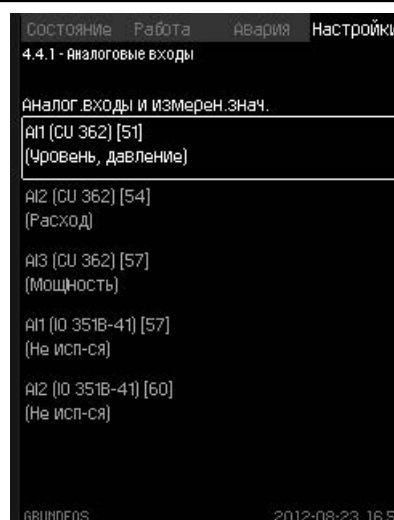 Состояние Работа Авария Настройки
4.4.1 - Аналоговые входы
Аналог.входы и измерен.знач.
AI1 (CU 362) [51]
(Уровень, давление)
AI2 (CU 362) [54]
(Расход)
AI3 (CU 362) [57]
(Мощность)
AI1 (IO 351B-41) [57]
(Не исп-ся)
AI2 (IO 351B-41) [60]
(Не исп-ся)
GRUNDFOS 2012-08-23 16:5